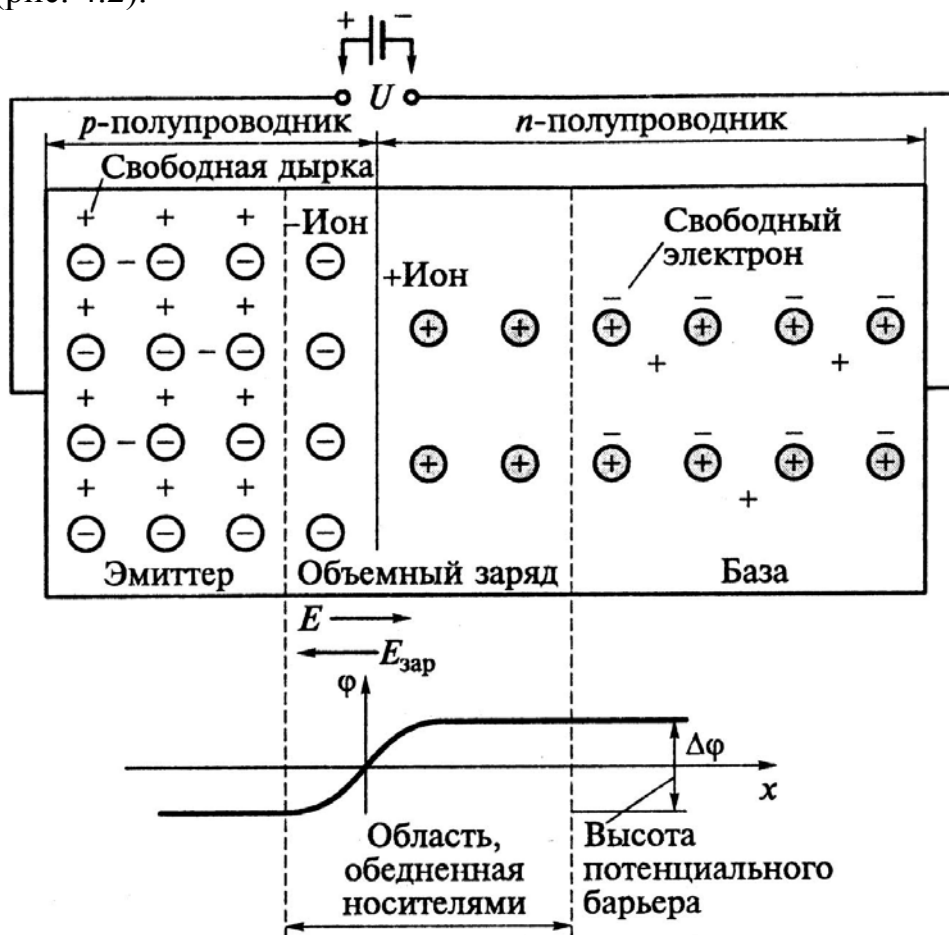 (рис. 4.2).
+ −
U
p-полупроводник
n-полупроводник
Свободная дырка
+ + +
−Ион
Свободный
электрон
− − −
+Ион
− − − −
+ + + +
+ + +
+ +
− − − − −
+ + +
− − − −
− − − − −
+ + + +
+ + +
+
− − − −
Эмиттер
Объемный заряд
База
E
Eзар
φ
Δφ
x
Область,
обедненная
носителями
Высота
потенциального
барьера